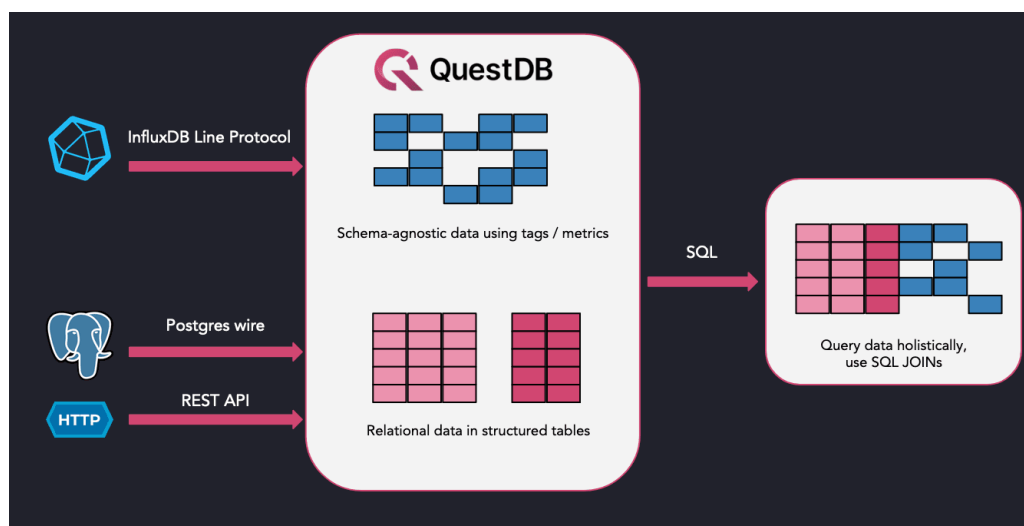 QuestDB
InfluxDB Line Protocol
Schema-agnostic data using tags / metrics
SQL
Postgres wire
REST API
HTTP
Relational data in structured tables
Query data holistically,
use SQL JOINs